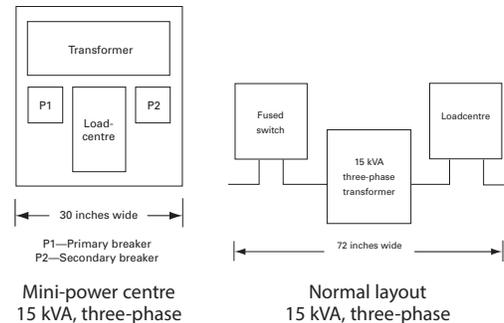 Transformer
P1
Load-
centre
P2
30 inches wide
P1—Primary breaker
P2—Secondary breaker
Mini-power centre
15 kVA, three-phase
Fused
switch
15 kVA
three-phase
transformer
Loadcentre
72 inches wide
Normal layout
15 kVA, three-phase